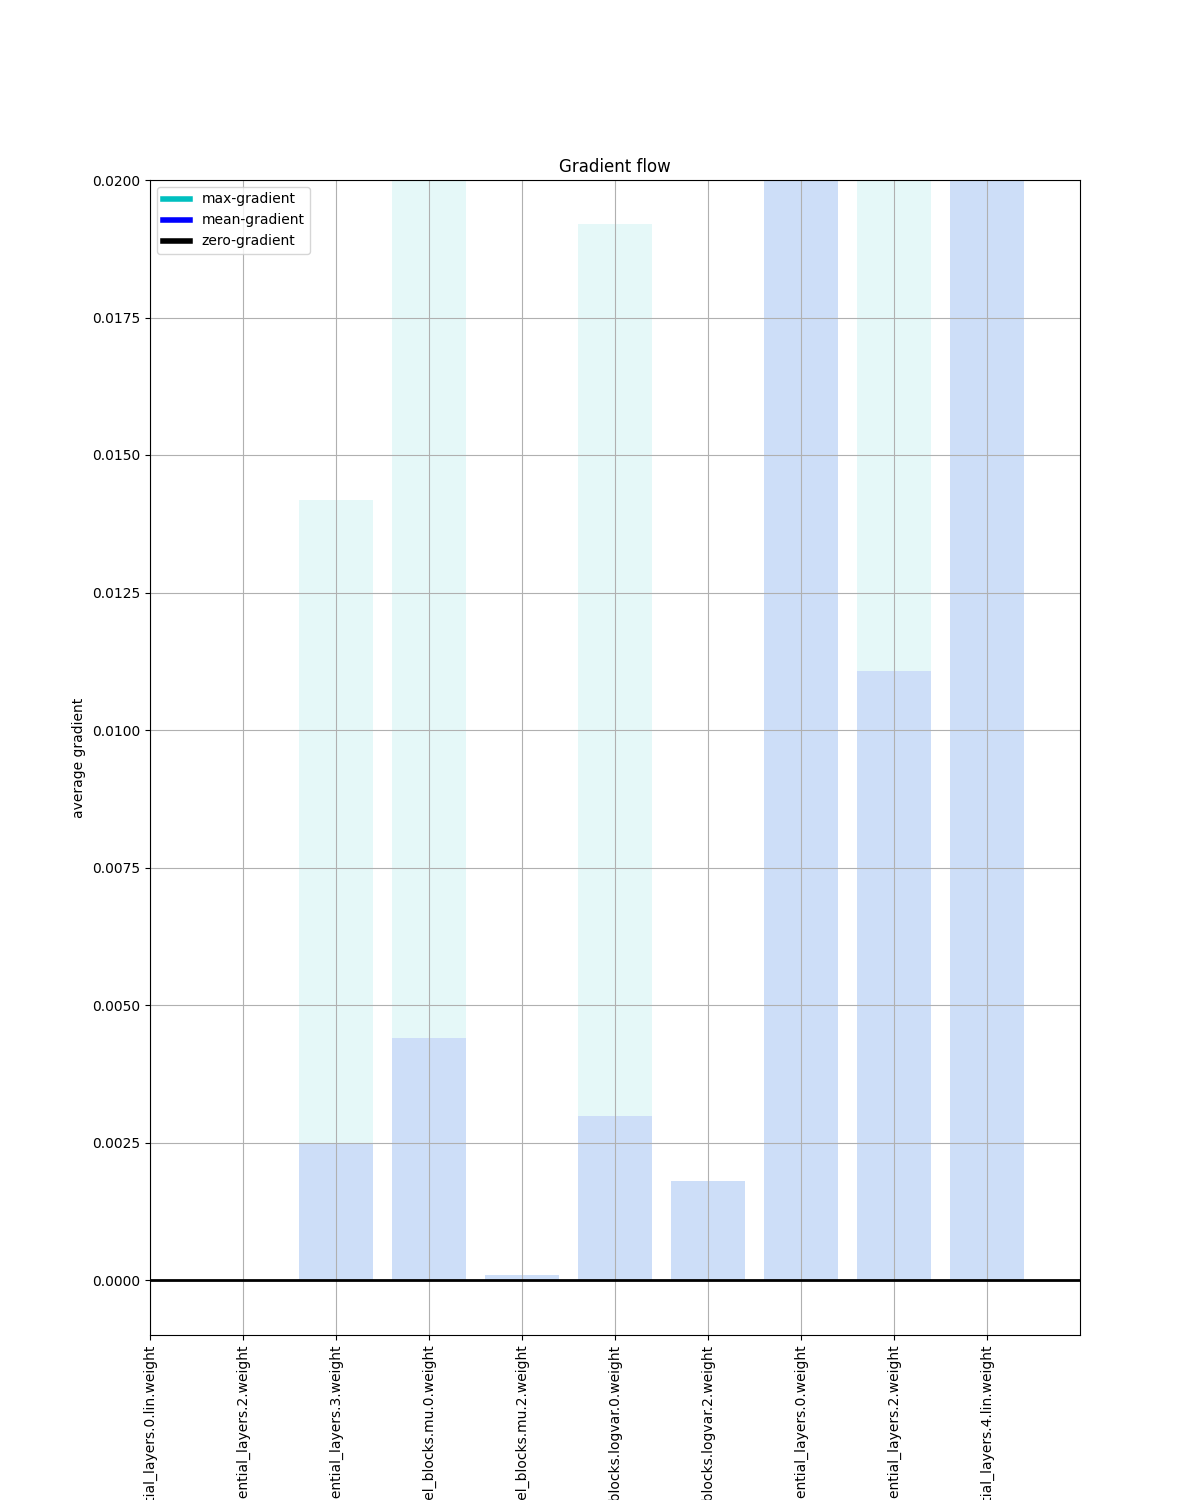 Gradient flow
max-gradient
mean-gradient
zero-gradient
0.0200
0.0175
0.0150
0.0125
0.0100
0.0075
0.0050
0.0025
0.0000
average gradient
tial_layers.0.lin.weight
ential_layers.2.weight
ential_layers.3.weight
el_blocks.mu.0.weight
el_blocks.mu.2.weight
blocks.logvar.0.weight
blocks.logvar.2.weight
ential_layers.0.weight
ential_layers.2.weight
tial_layers.4.lin.weight